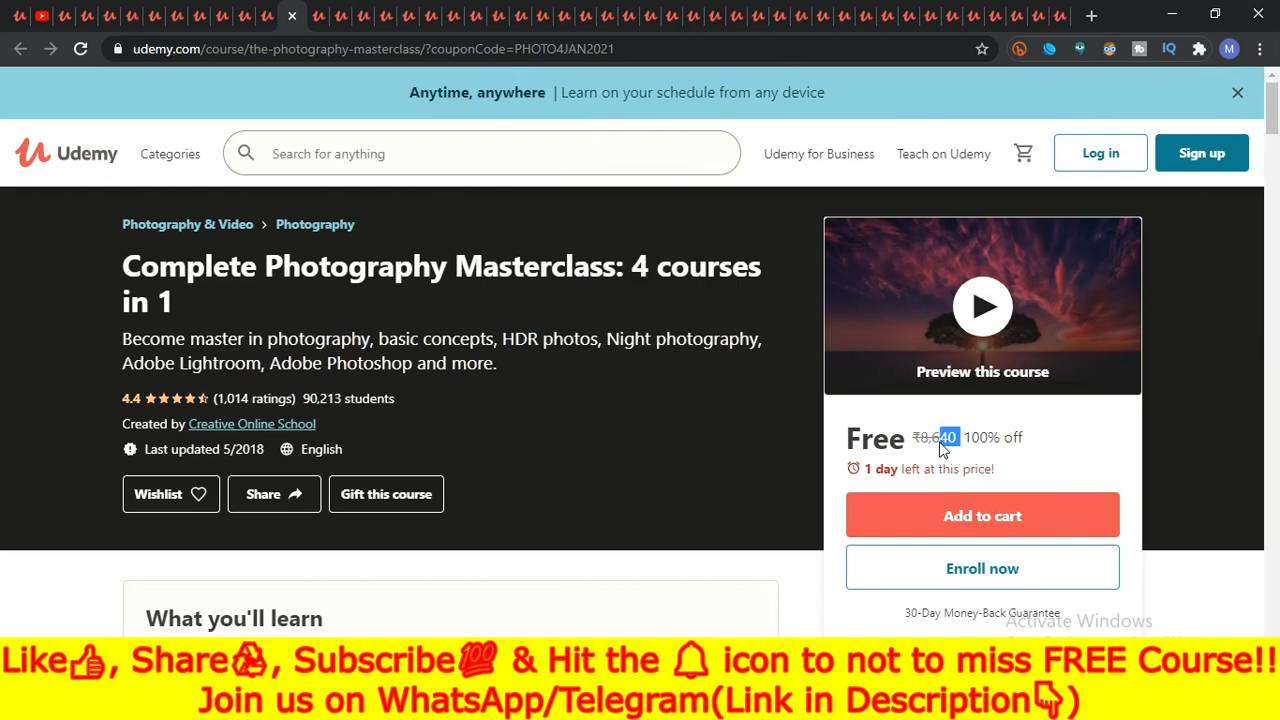 udemy.com/course/the-photography-masterclass/?couponCode=PHOTO4JAN2021
IQ
M
Anytime, anywhere | Learn on your schedule from any device
Udemy
Categories
Search for anything
Udemy for Business
Teach on Udemy
Log in
Sign up
Photography & Video > Photography
Complete Photography Masterclass: 4 courses
in 1
Become master in photography, basic concepts, HDR photos, Night photography,
Adobe Lightroom, Adobe Photoshop and more.
4.4 (1,014 ratings) 90,213 students
Created by Creative Online School
Last updated 5/2018 English
Wishlist
Share
Gift this course
Preview this course
Free ₹8,640 100% off
1 day left at this price!
Add to cart
Enroll now
30-Day Money-Back Guarantee
What you'll learn
Activate Windows
Like👍, Share, Subscribe💯 & Hit the 🔔 icon to not to miss FREE Course!!
Join us on WhatsApp/Telegram(Link in Description👇)